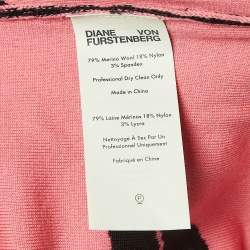 DIANE VON
FURSTENBERG
79% Merino Wool 18% Nylon
3% Spandex
Professional Dry Clean Only
Made in China
79% Laine Mérinos 18% Nylon
3% Lycra
Nettoyage À Sec Par Un
Professionnel Uniquement
Fabriqué en Chine
P